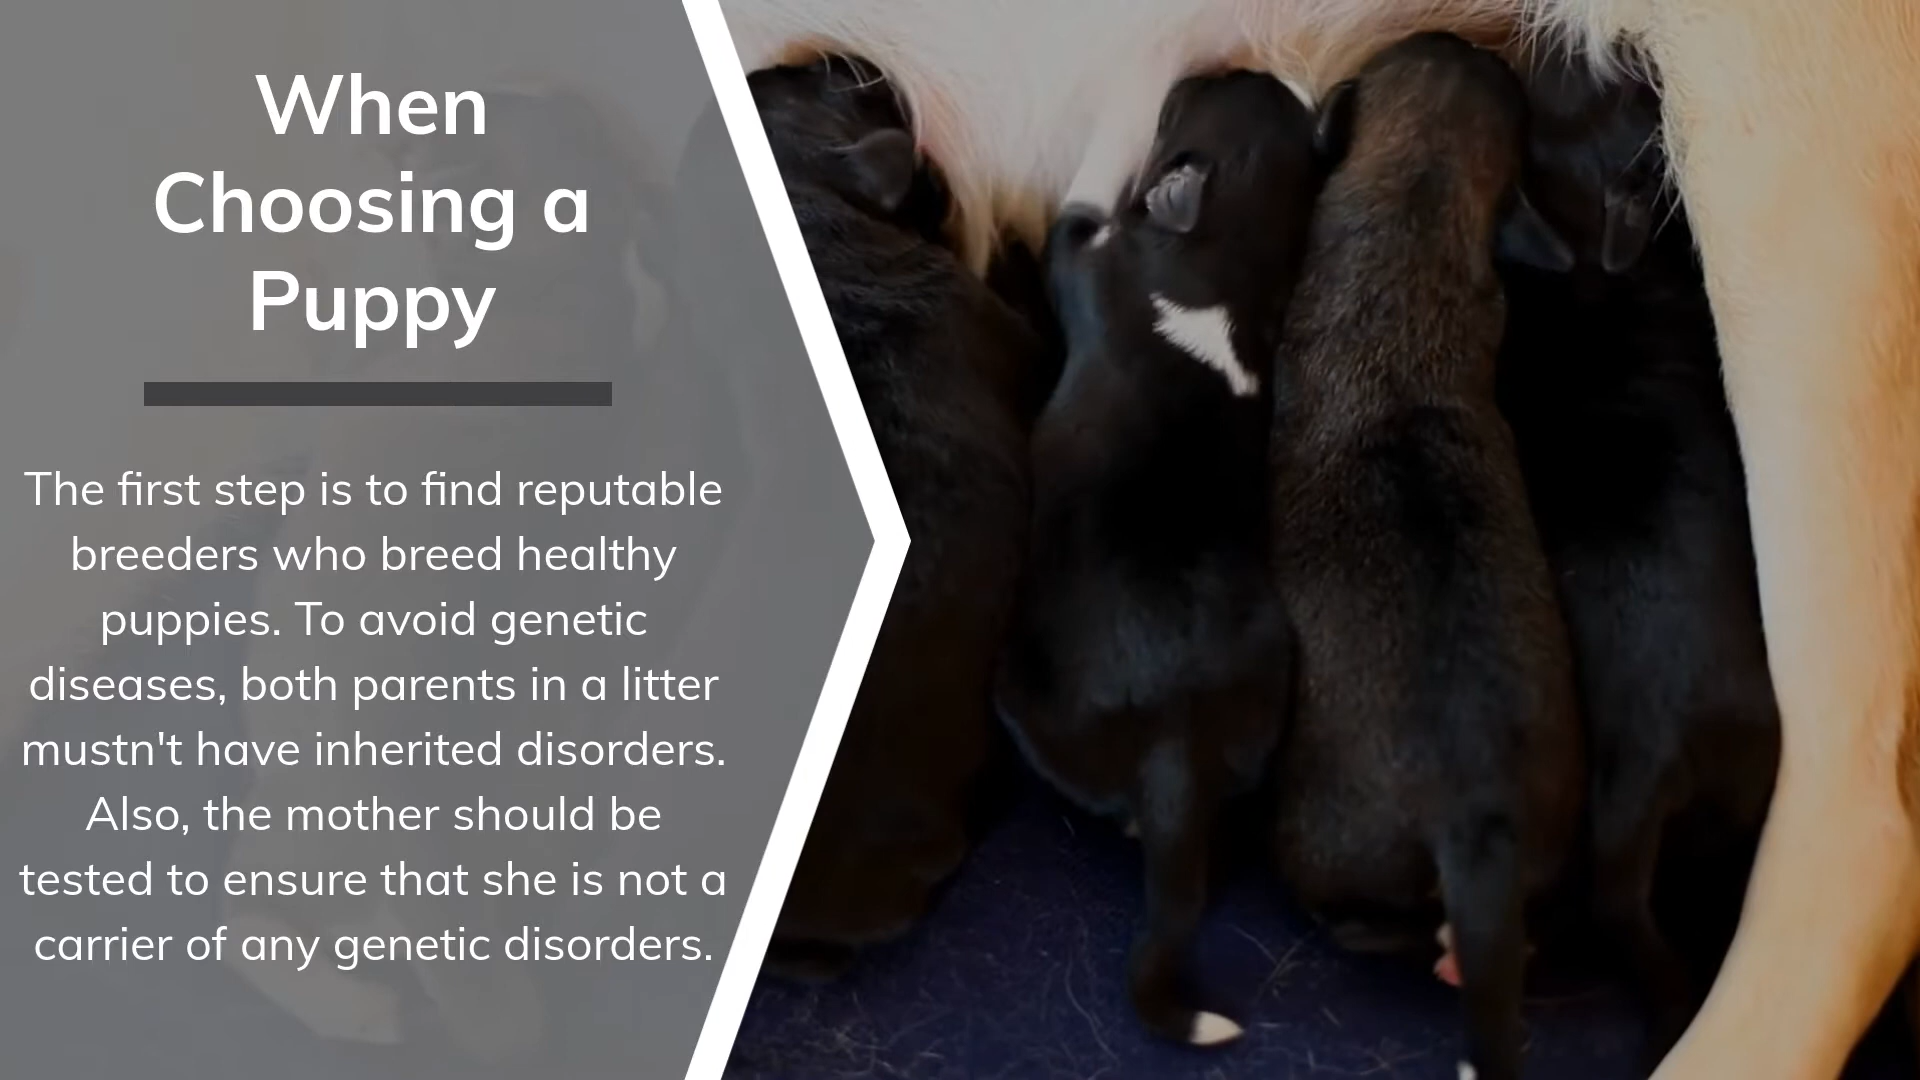 When
Choosing a
Puppy
The first step is to find reputable
breeders who breed healthy
puppies. To avoid genetic
diseases, both parents in a litter
mustn't have inherited disorders.
Also, the mother should be
tested to ensure that she is not a
carrier of any genetic disorders.